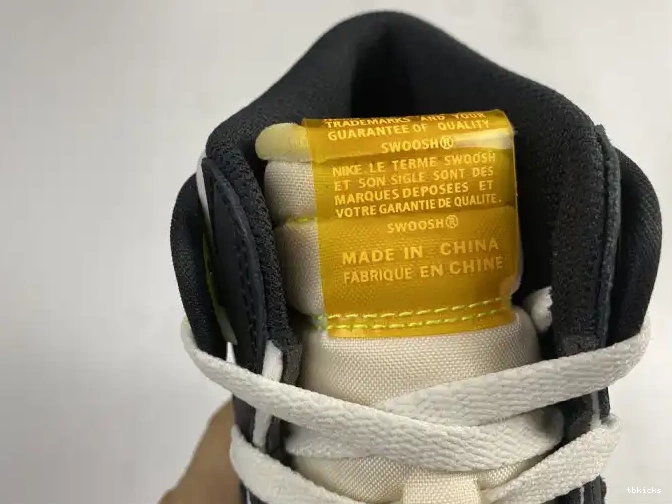 TRADEMARKS AND YOUR
GUARANTEE OF QUALITY
SWOOSH®
NIKE. LE TERME SWOOSH
ET SON SIGLE SONT DES
MARQUES DEPOSÉES ET
VOTRE GARANTIE DE QUALITE.
SWOOSH®
MADE IN CHINA
FABRIQUE EN CHINE
tbkicks